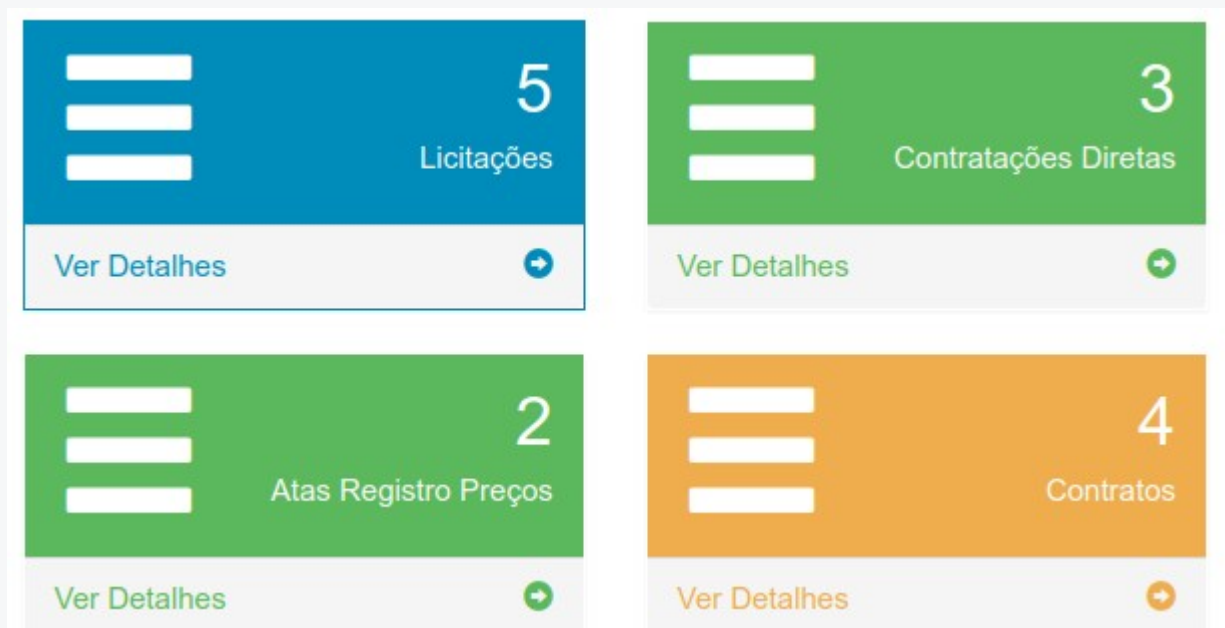 5
Licitações
Ver Detalhes
3
Contratações Diretas
Ver Detalhes
2
Atas Registro Preços
Ver Detalhes
4
Contratos
Ver Detalhes